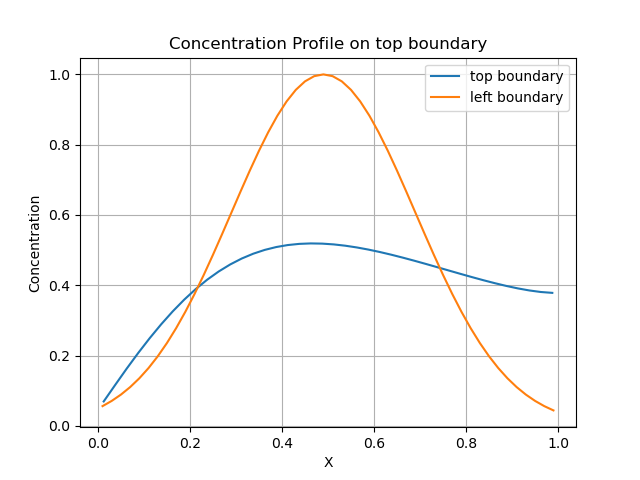 Concentration Profile on top boundary
top boundary
left boundary
1.0
0.8
0.6
0.4
0.2
0.0
Concentration
0.0 0.2 0.4 0.6 0.8 1.0
X